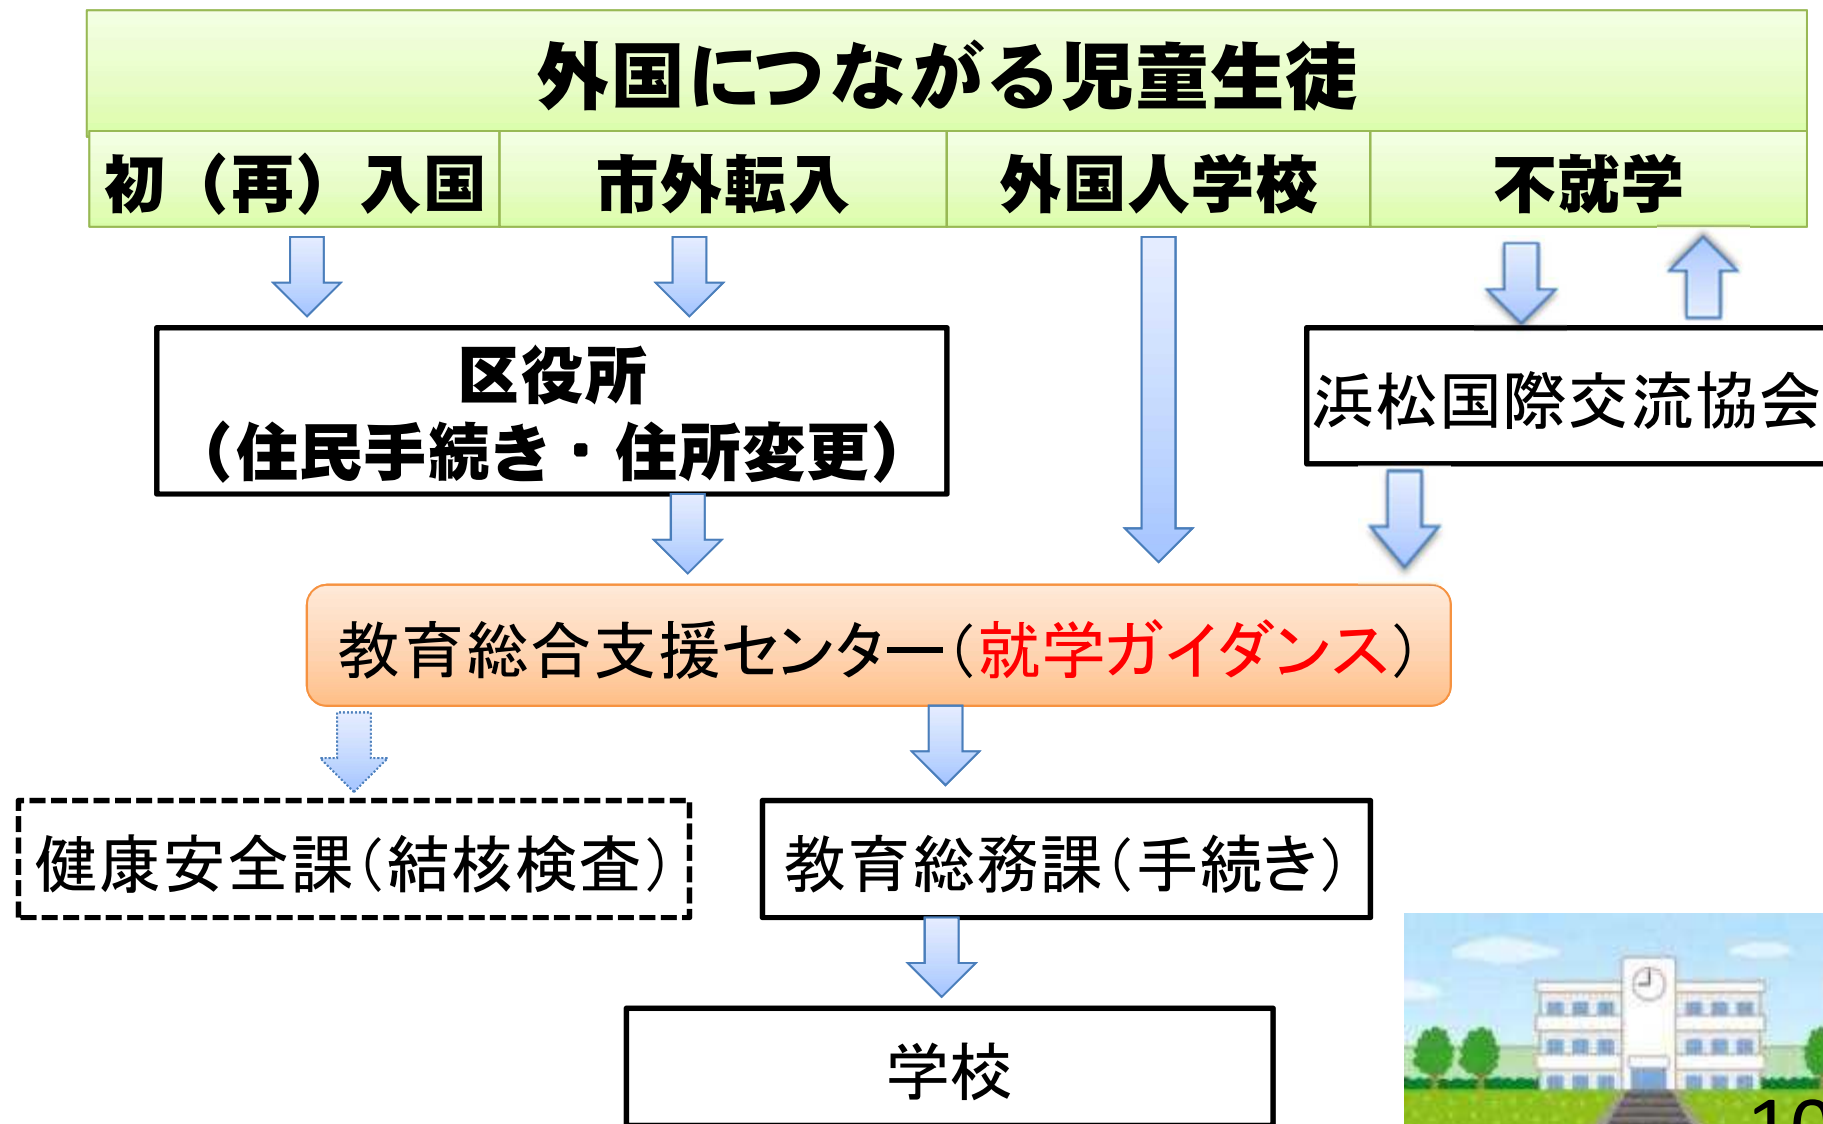 外国につながる児童生徒
初（再）入国
市外転入
外国人学校
不就学
区役所
（住民手続き・住所変更）
浜松国際交流協会
教育総合支援センター（就学ガイダンス）
健康安全課（結核検査）
教育総務課（手続き）
学校
10